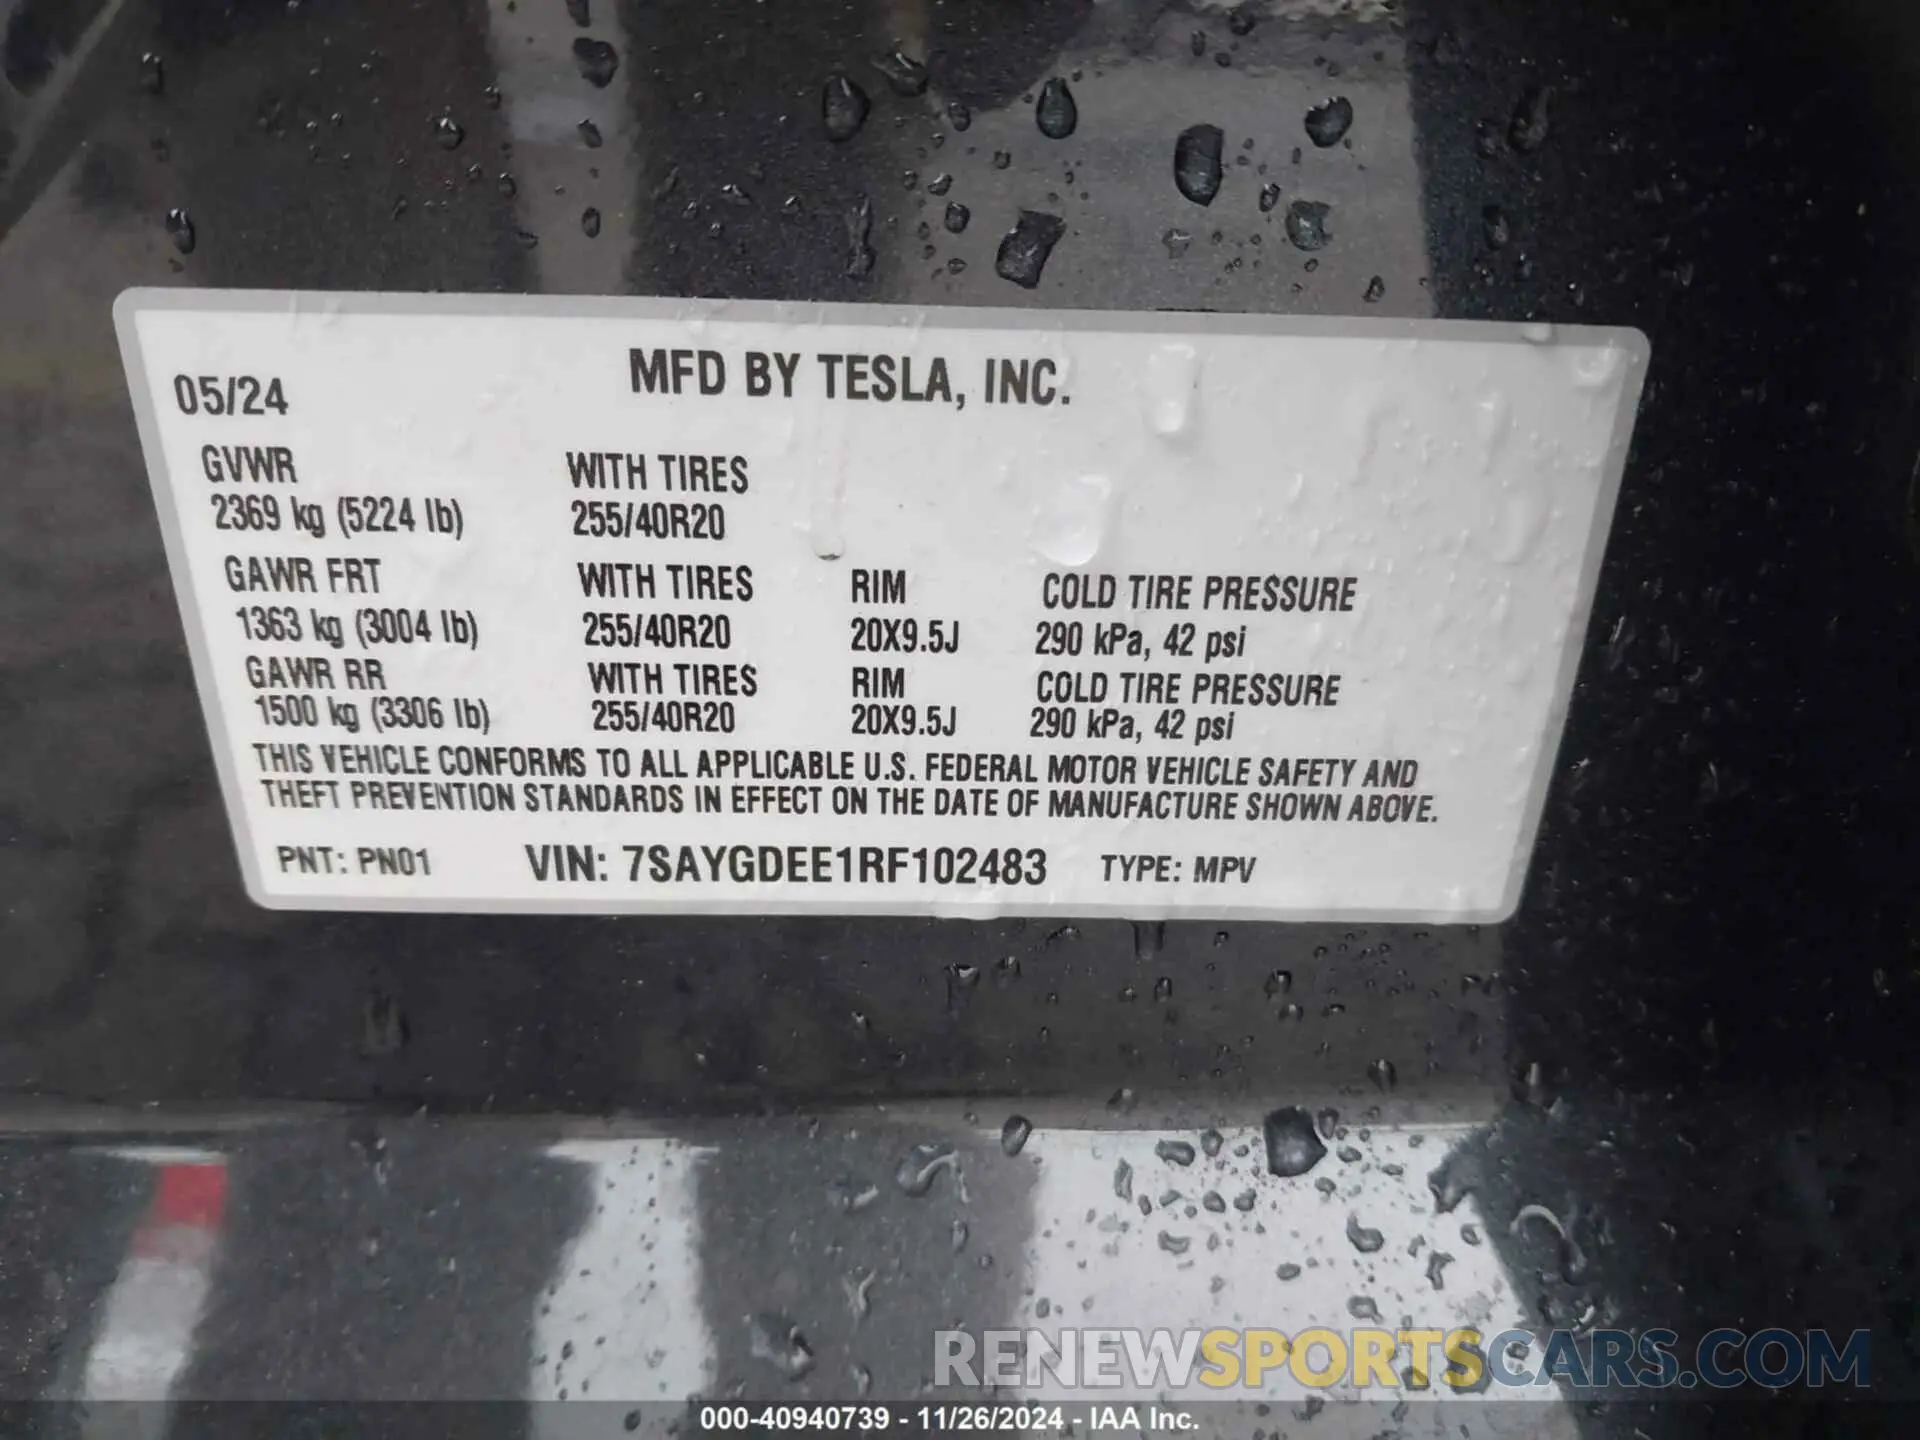 05/24 MFD BY TESLA, INC.
GVWR WITH TIRES
2369 kg (5224 lb) 255/40R20
GAWR FRT WITH TIRES RIM COLD TIRE PRESSURE
1363 kg (3004 lb) 255/40R20 20X9.5J 290 kPa, 42 psi
GAWR RR WITH TIRES RIM COLD TIRE PRESSURE
1500 kg (3306 lb) 255/40R20 20X9.5J 290 kPa, 42 psi
THIS VEHICLE CONFORMS TO ALL APPLICABLE U.S. FEDERAL MOTOR VEHICLE SAFETY AND
THEFT PREVENTION STANDARDS IN EFFECT ON THE DATE OF MANUFACTURE SHOWN ABOVE.
PNT: PN01 VIN: 7SAYGDEE1RF102483 TYPE: MPV
RENEWSPORTSCARS.COM
000-40940739 - 11/26/2024 - IAA Inc.